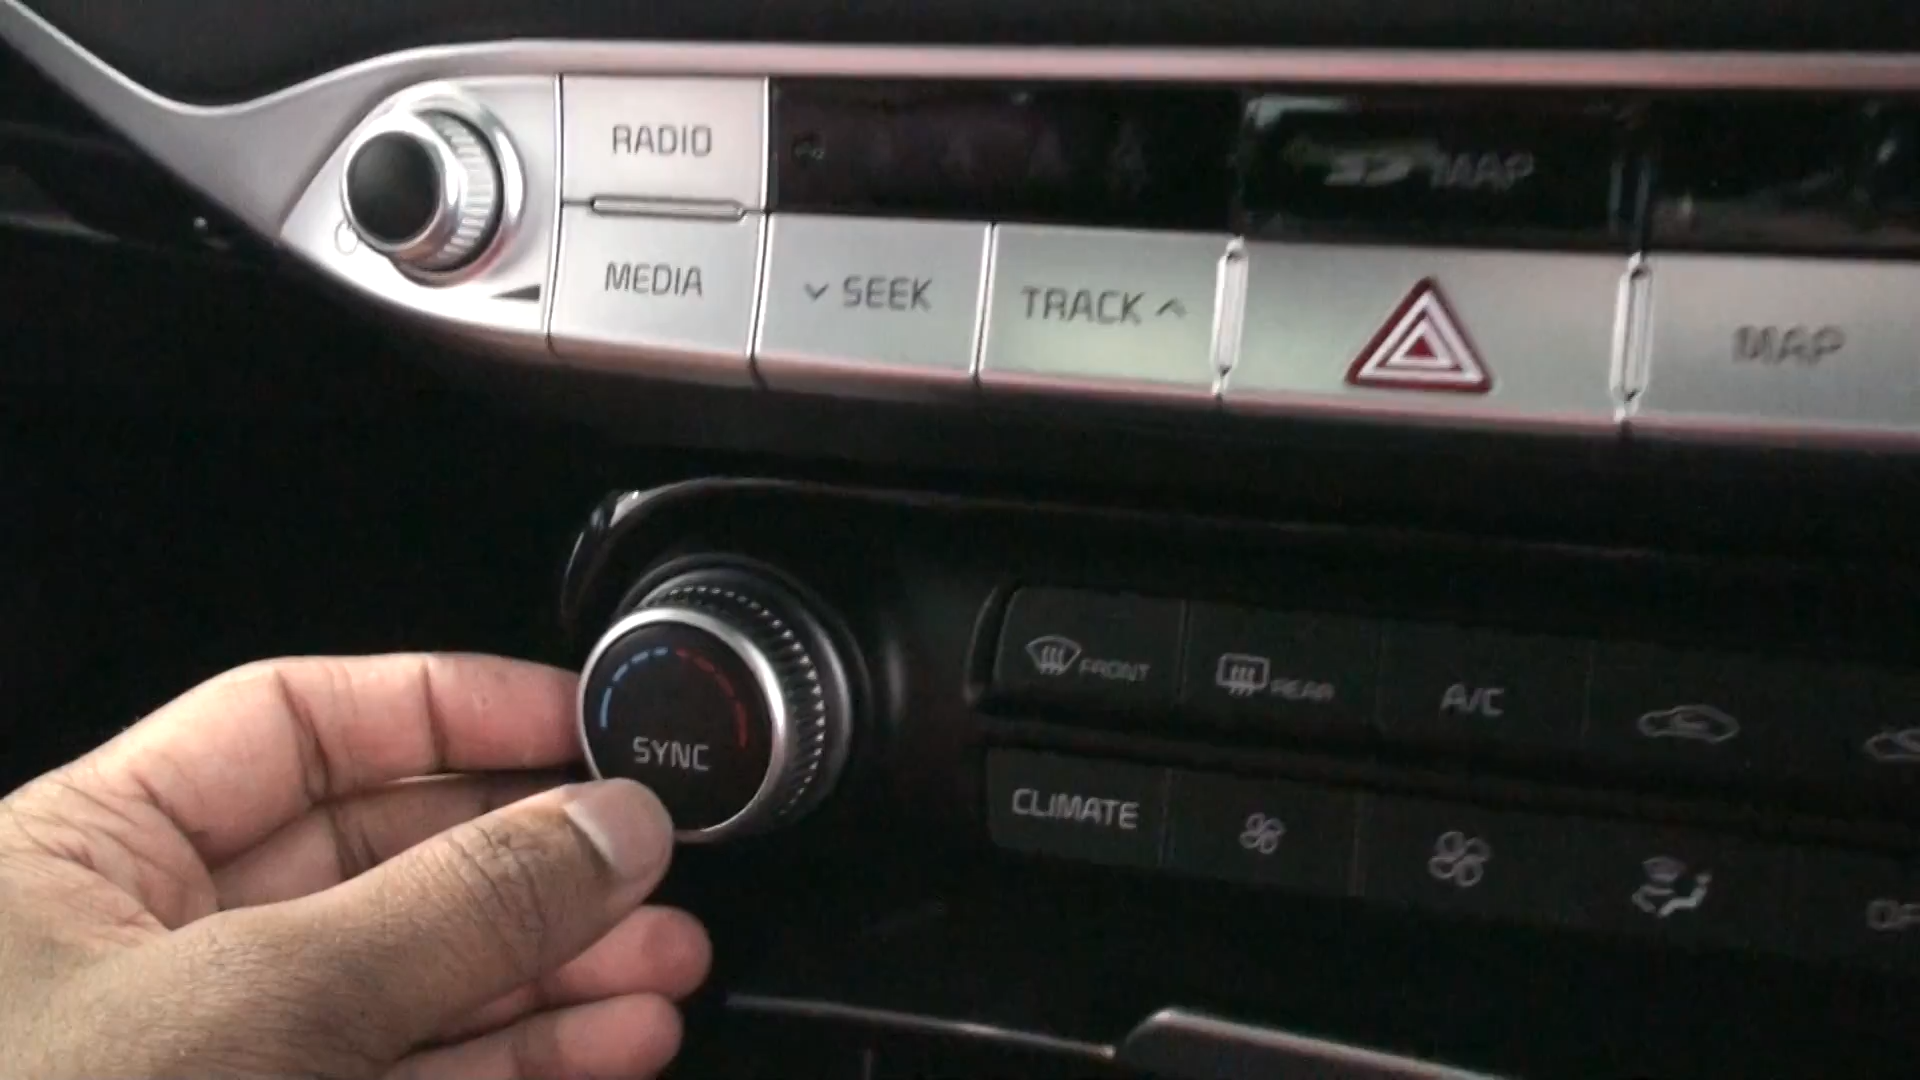 RADIO
MAP
MEDIA
SEEK
TRACK
MAP
SYNC
FRONT
REAR
A/C
CLIMATE